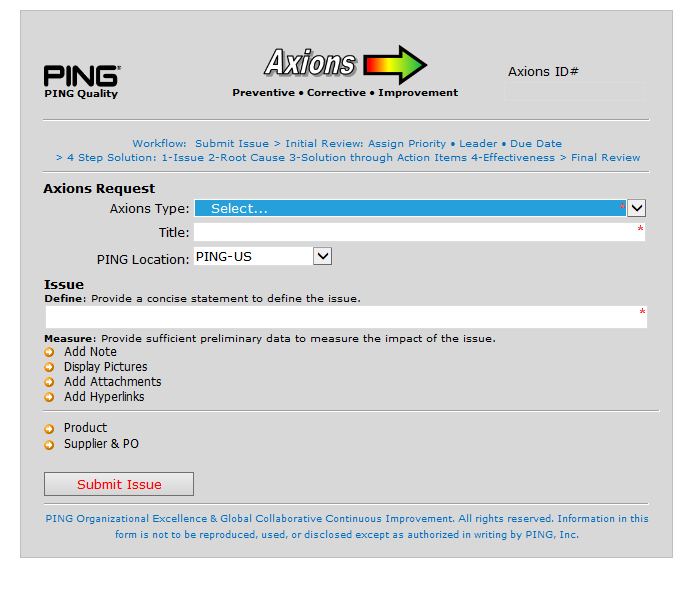 PING®
PING Quality
Axions
Preventive • Corrective • Improvement
Axions ID#
Workflow:  Submit Issue > Initial Review: Assign Priority • Leader • Due Date
> 4 Step Solution: 1-Issue 2-Root Cause 3-Solution through Action Items 4-Effectiveness > Final Review
Axions Request
Axions Type: Select... *
Title: *
PING Location: PING-US
Issue
Define: Provide a concise statement to define the issue.
*
Measure: Provide sufficient preliminary data to measure the impact of the issue.
Add Note
Display Pictures
Add Attachments
Add Hyperlinks
Product
Supplier & PO
Submit Issue
PING Organizational Excellence & Global Collaborative Continuous Improvement. All rights reserved. Information in this
form is not to be reproduced, used, or disclosed except as authorized in writing by PING, Inc.